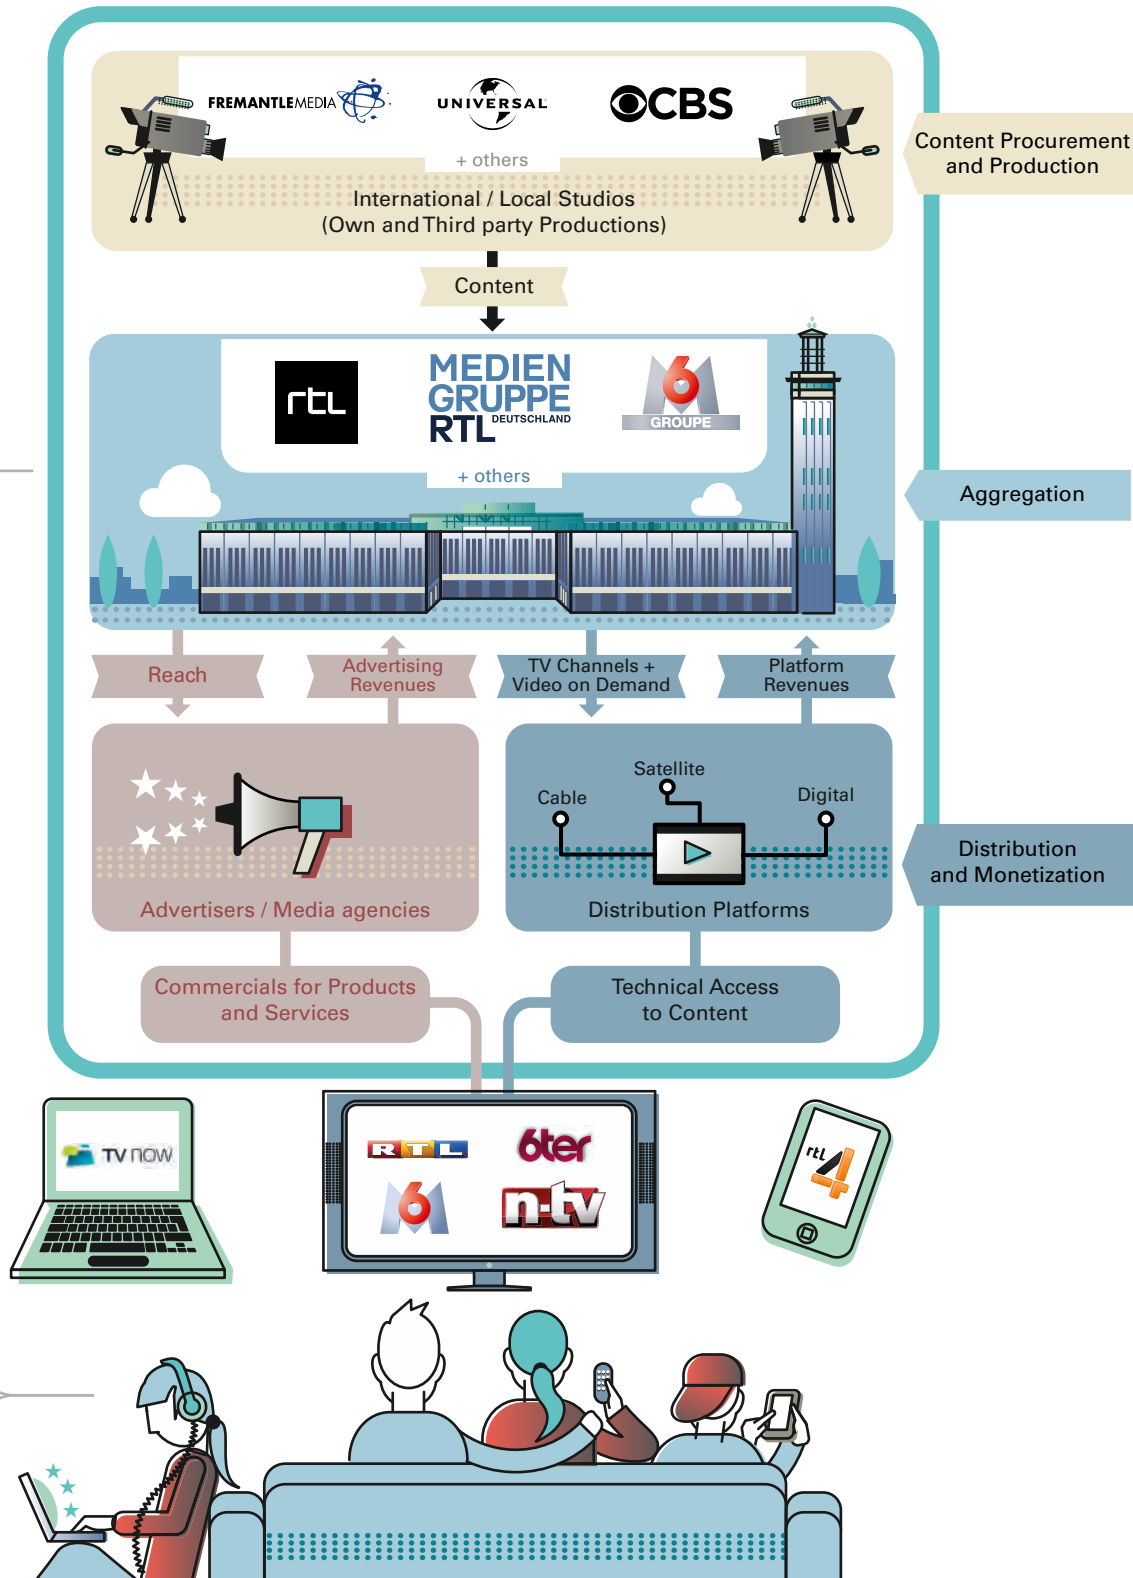 FREMANTLEMEDIA
UNIVERSAL
CBS
+ others
International / Local Studios
(Own and Third party Productions)
Content Procurement
and Production
Content
rtl
MEDIEN
GRUPPE
RTL DEUTSCHLAND
M6
GROUPE
+ others
Aggregation
Reach
Advertising
Revenues
TV Channels +
Video on Demand
Platform
Revenues
Satellite
Cable
Digital
Distribution
and Monetization
Advertisers / Media agencies
Distribution Platforms
Commercials for Products
and Services
Technical Access
to Content
TV NOW
RTL
6ter
M6
n-tv
rtl
4